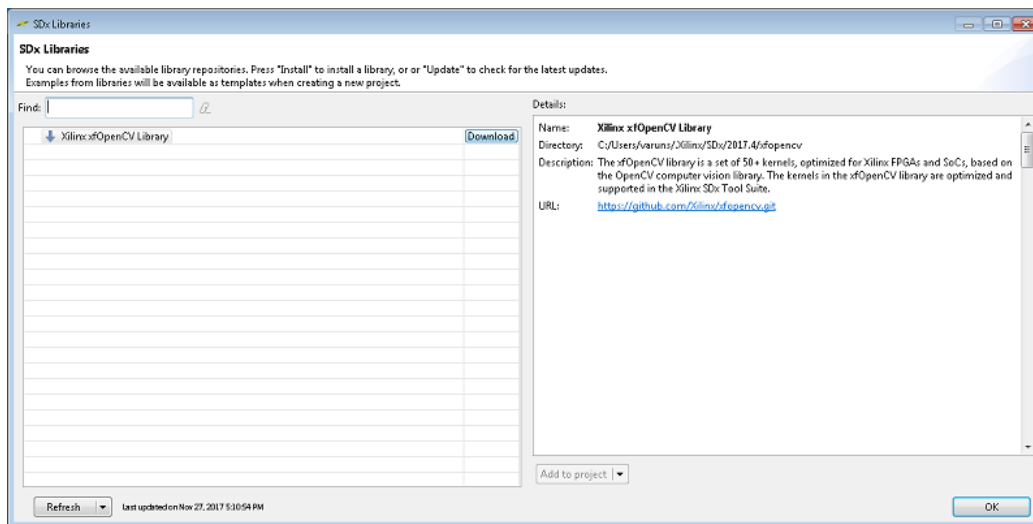 SDx Libraries
SDx Libraries
You can browse the available library repositories. Press "Install" to install a library, or or "Update" to check for the latest updates.
Examples from libraries will be available as templates when creating a new project.
Find:
Xilinx xfOpenCV Library Download
Details:
Name: Xilinx xfOpenCV Library
Directory: C:/Users/varuns/.Xilinx/SDx/2017.4/xfopencv
Description: The xfOpenCV library is a set of 50+ kernels, optimized for Xilinx FPGAs and SoCs, based on
the OpenCV computer vision library. The kernels in the xfOpenCV library are optimized and
supported in the Xilinx SDx Tool Suite.
URL: https://github.com/Xilinx/xfopencv.git
Add to project
Refresh Last updated on Nov 27, 2017 5:10:54 PM
OK